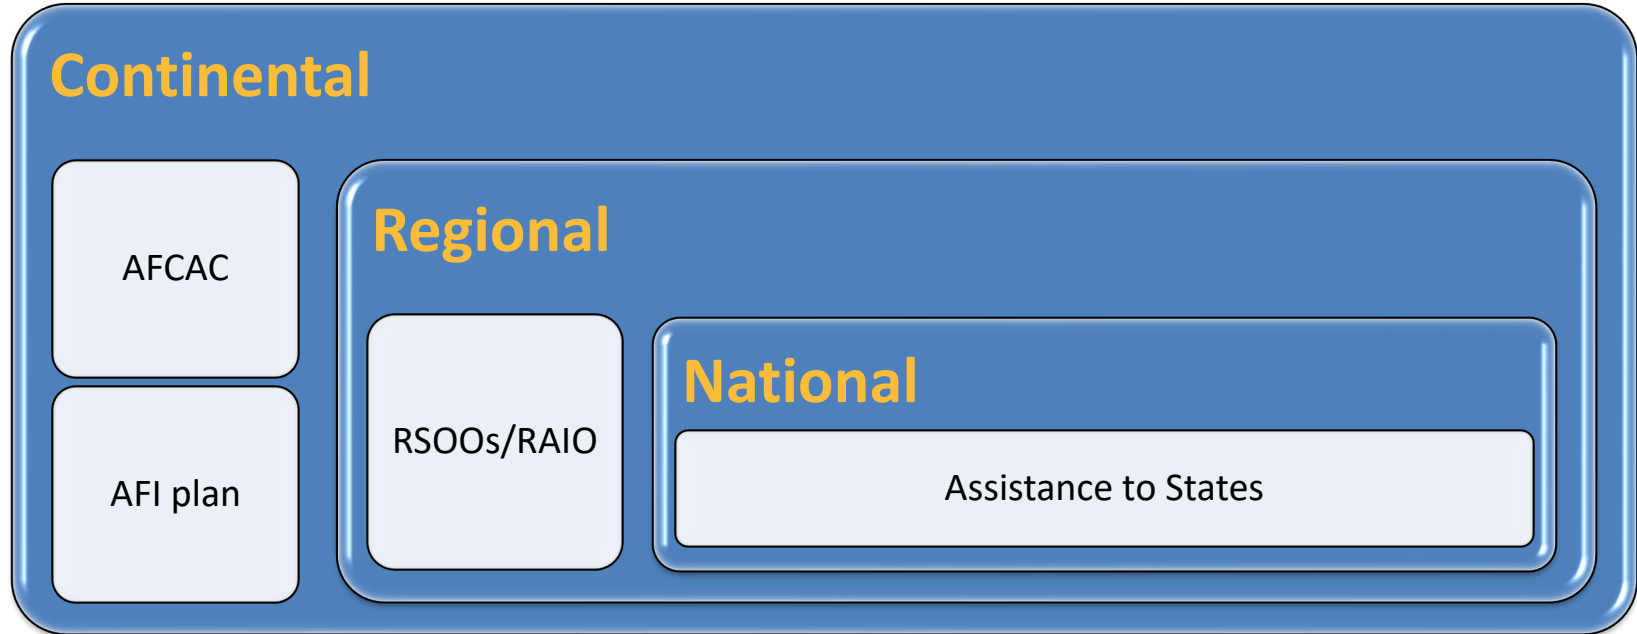 Continental
AFCAC
AFI plan
Regional
RSOOs/RAIO
National
Assistance to States